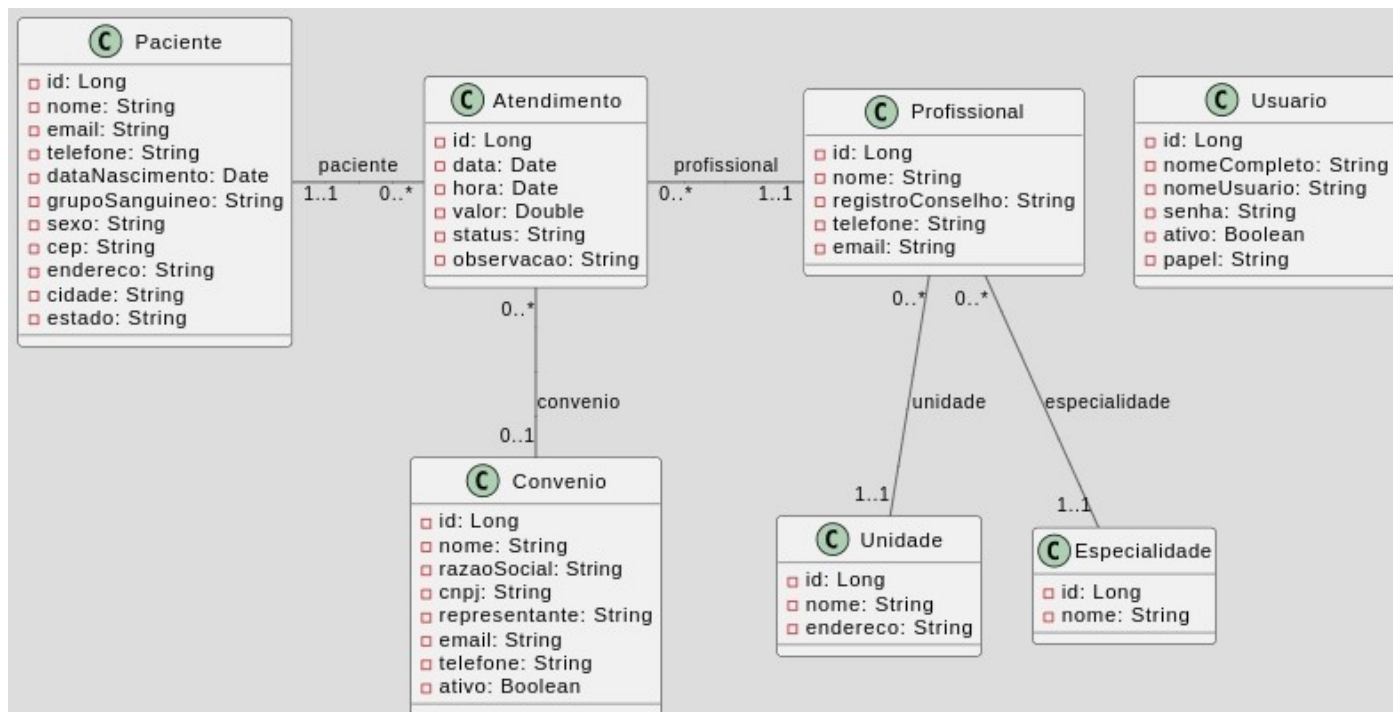 C Paciente
id: Long
nome: String
email: String
telefone: String
dataNascimento: Date
grupoSanguineo: String
sexo: String
cep: String
endereco: String
cidade: String
estado: String
paciente
1..1 0..*
C Atendimento
id: Long
data: Date
hora: Date
valor: Double
status: String
observacao: String
profissional
0..* 1..1
C Profissional
id: Long
nome: String
registroConselho: String
telefone: String
email: String
C Usuario
id: Long
nomeCompleto: String
nomeUsuario: String
senha: String
ativo: Boolean
papel: String
0..*
convenio
0..1
0..* 0..*
unidade especialidade
1..1 1..1
C Convenio
id: Long
nome: String
razaoSocial: String
cnpj: String
representante: String
email: String
telefone: String
ativo: Boolean
C Unidade
id: Long
nome: String
endereco: String
C Especialidade
id: Long
nome: String